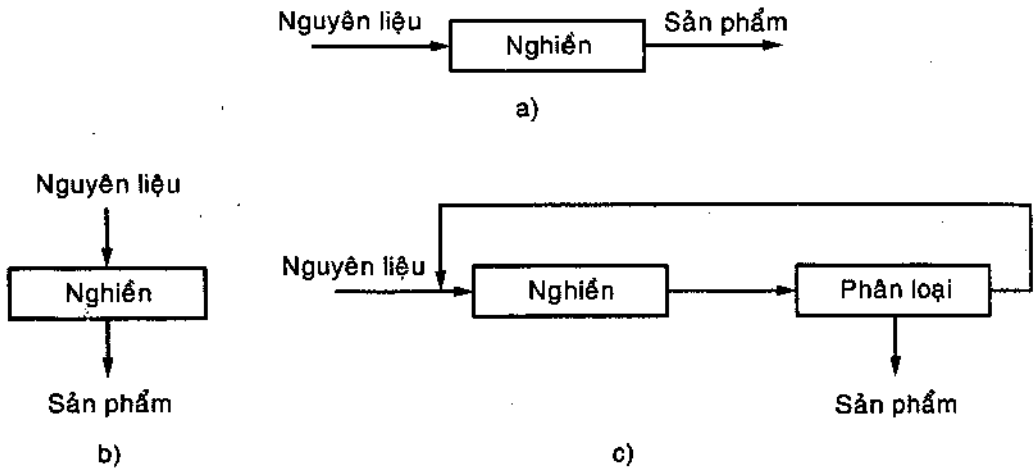 Nguyên liệu
Nghiền
Sản phẩm
a)
Nguyên liệu
Nghiền
Sản phẩm
b)
Nguyên liệu
Nghiền
Phân loại
Sản phẩm
c)